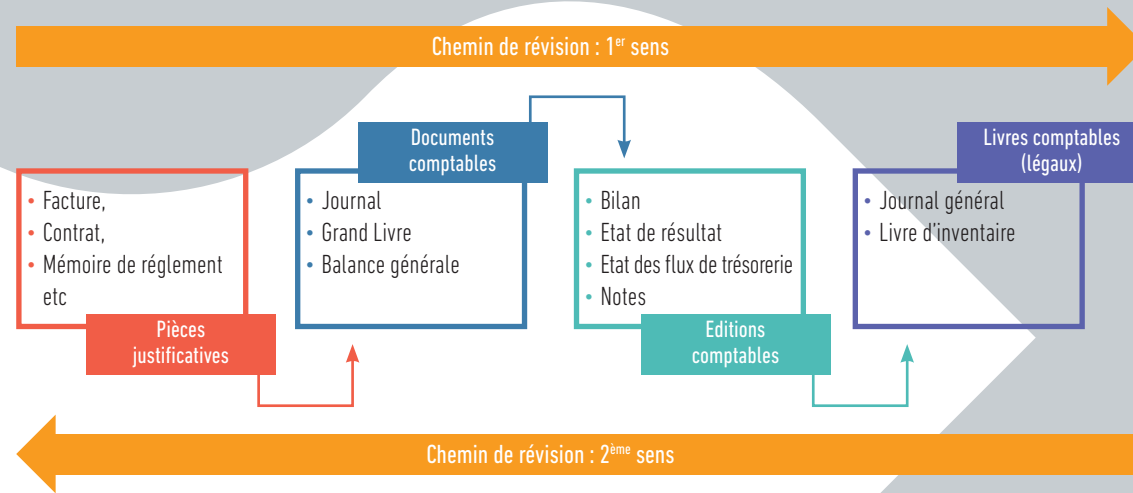 Chemin de révision : 1er sens
Documents
comptables
Livres comptables
(légaux)
• Facture,
• Contrat,
• Mémoire de réglement
etc
Pièces
justificatives
• Journal
• Grand Livre
• Balance générale
• Bilan
• Etat de résultat
• Etat des flux de trésorerie
• Notes
Editions
comptables
• Journal général
• Livre d'inventaire
Chemin de révision : 2ème sens